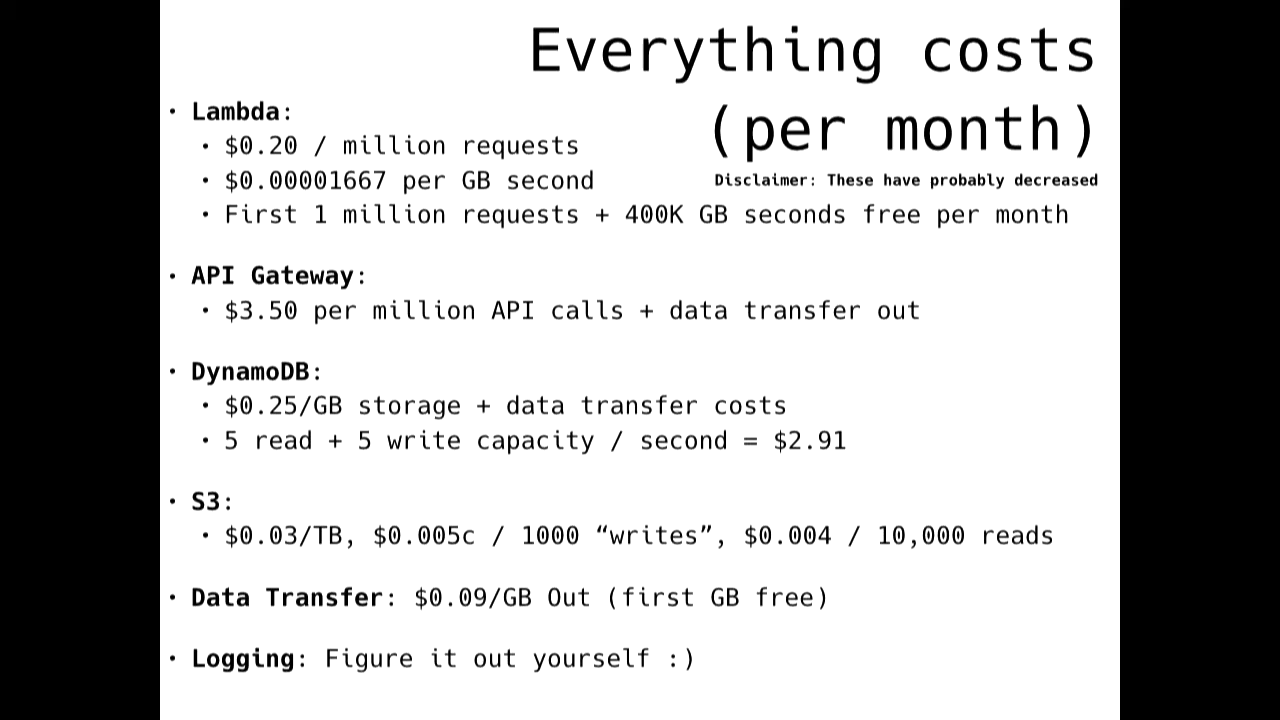 Everything costs
(per month)
Disclaimer: These have probably decreased
• Lambda:
• $0.20 / million requests
• $0.00001667 per GB second
• First 1 million requests + 400K GB seconds free per month
• API Gateway:
• $3.50 per million API calls + data transfer out
• DynamoDB:
• $0.25/GB storage + data transfer costs
• 5 read + 5 write capacity / second = $2.91
• S3:
• $0.03/TB, $0.005c / 1000 “writes”, $0.004 / 10,000 reads
• Data Transfer: $0.09/GB Out (first GB free)
• Logging: Figure it out yourself :)